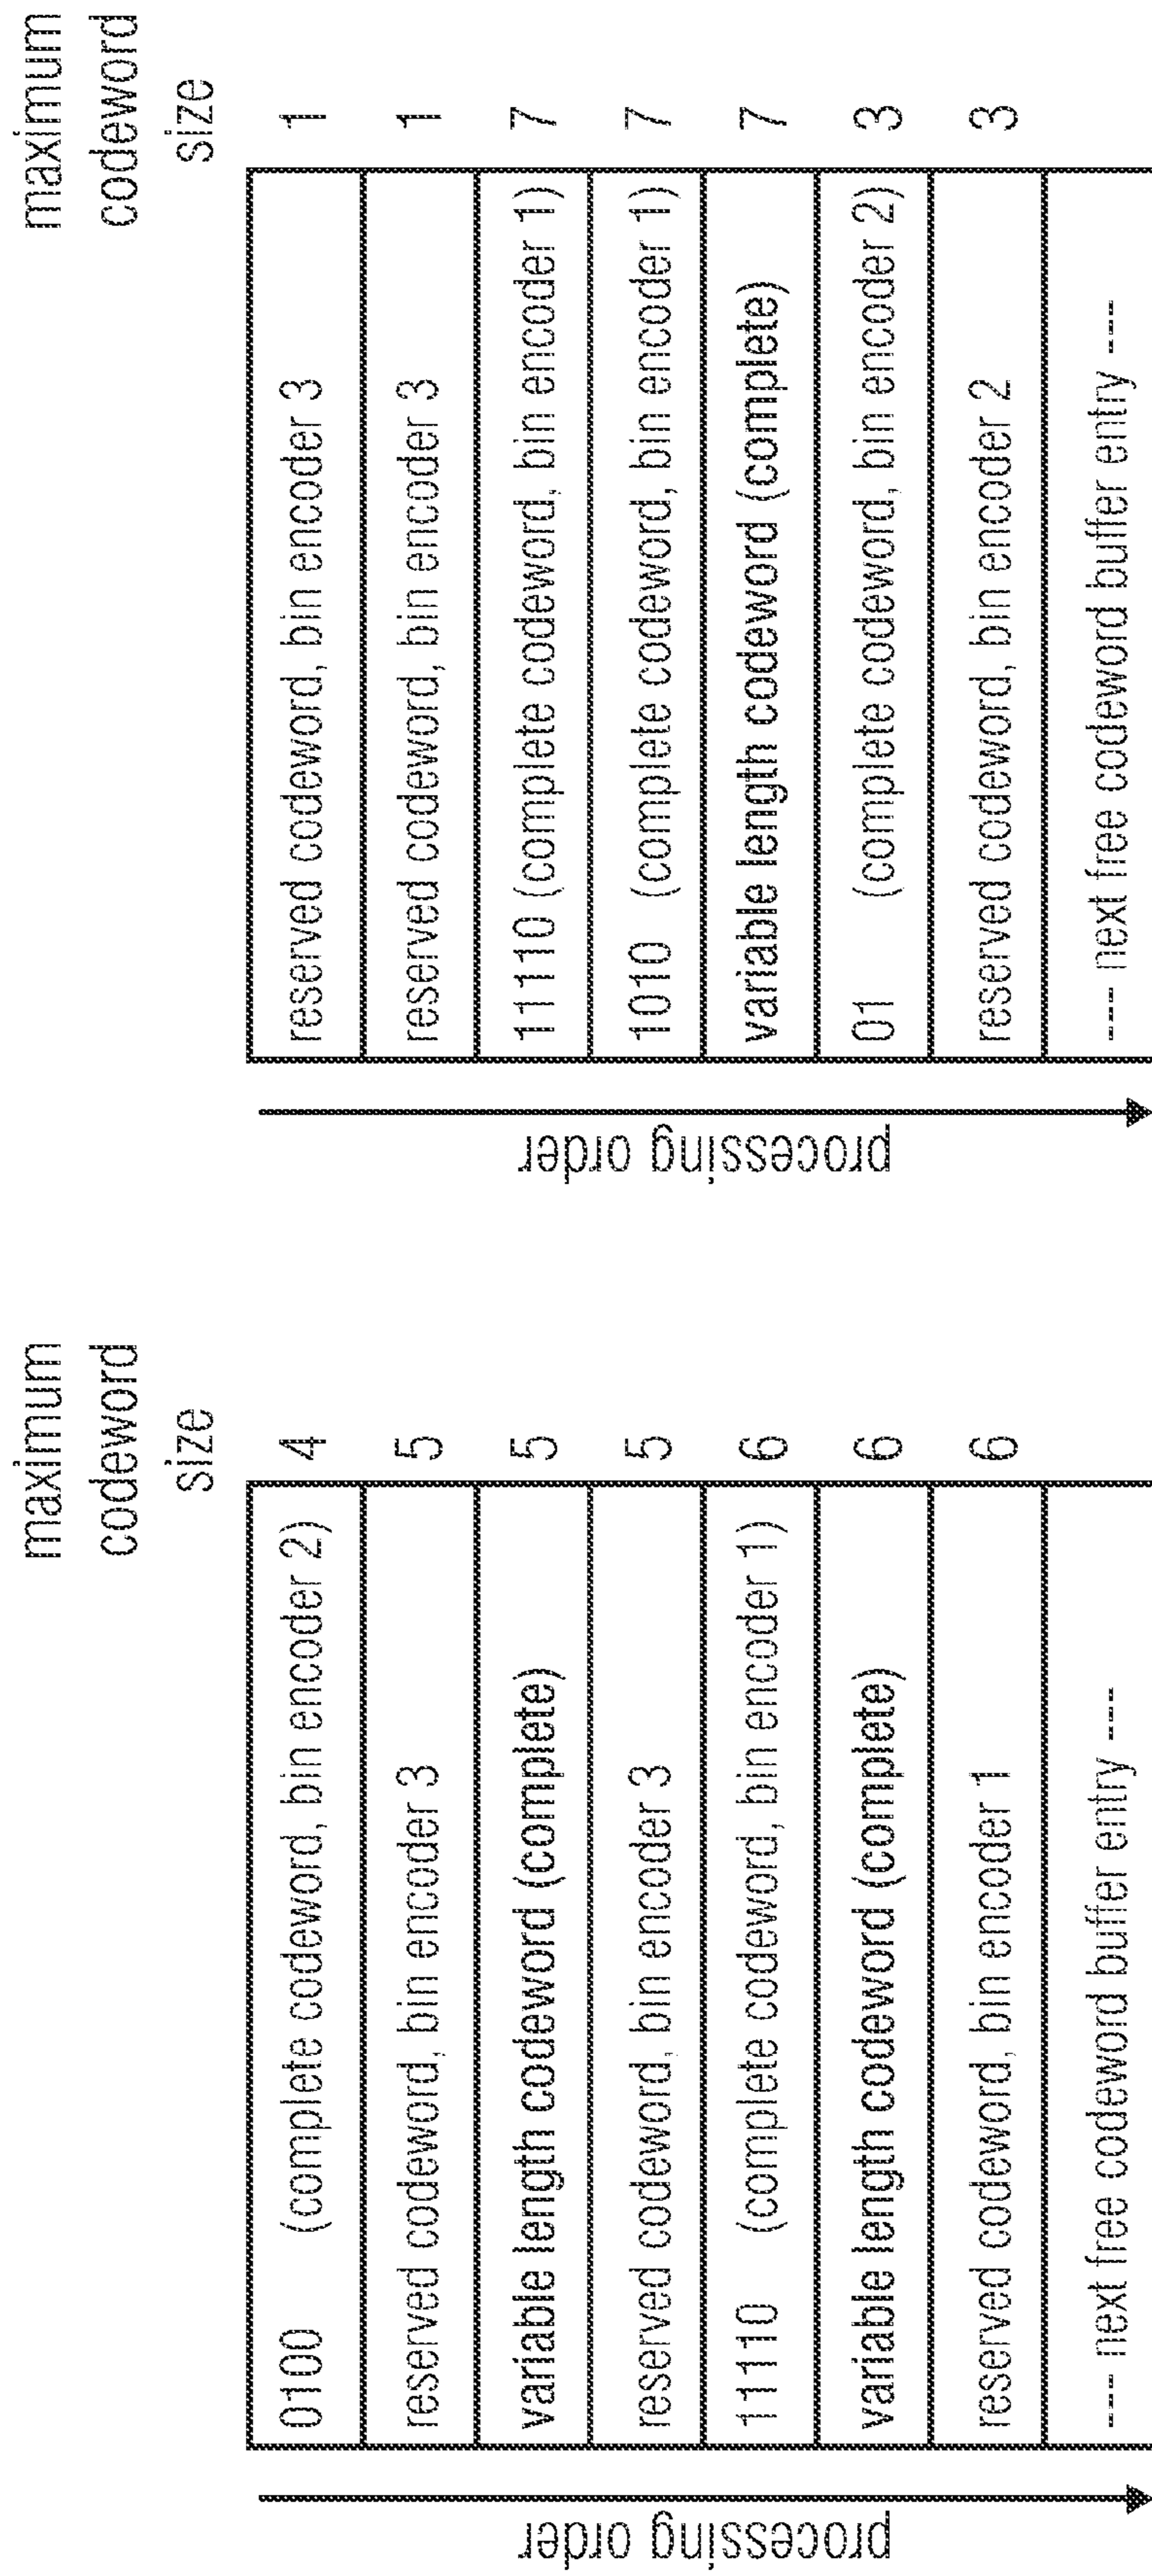 maximum
codeword
size
0100 (complete codeword, bin encoder 2) 4
reserved codeword, bin encoder 3 5
variable length codeword (complete) 5
reserved codeword, bin encoder 3 5
11110 (complete codeword, bin encoder 1) 6
variable length codeword (complete) 6
reserved codeword, bin encoder 1 6
--- next free codeword buffer entry ---
processing order
maximum
codeword
size
reserved codeword, bin encoder 3 1
reserved codeword, bin encoder 3 1
11110 (complete codeword, bin encoder 1) 7
1010 (complete codeword, bin encoder 1) 7
variable length codeword (complete) 7
01 (complete codeword, bin encoder 2) 3
reserved codeword, bin encoder 2 3
--- next free codeword buffer entry ---
processing order